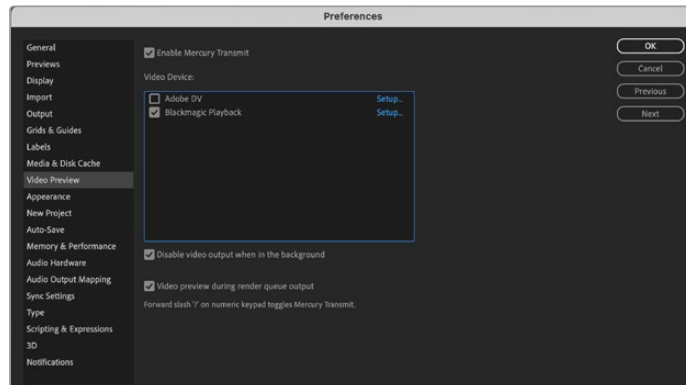 Preferences
General
Previews
Display
Import
Output
Grids & Guides
Labels
Media & Disk Cache
Video Preview
Appearance
New Project
Auto-Save
Memory & Performance
Audio Hardware
Audio Output Mapping
Sync Settings
Type
Scripting & Expressions
3D
Notifications
Enable Mercury Transmit
Video Device:
Adobe DV Setup...
Blackmagic Playback Setup...
Disable video output when in the background
Video preview during render queue output
Forward slash '/' on numeric keypad toggles Mercury Transmit.
OK
Cancel
Previous
Next